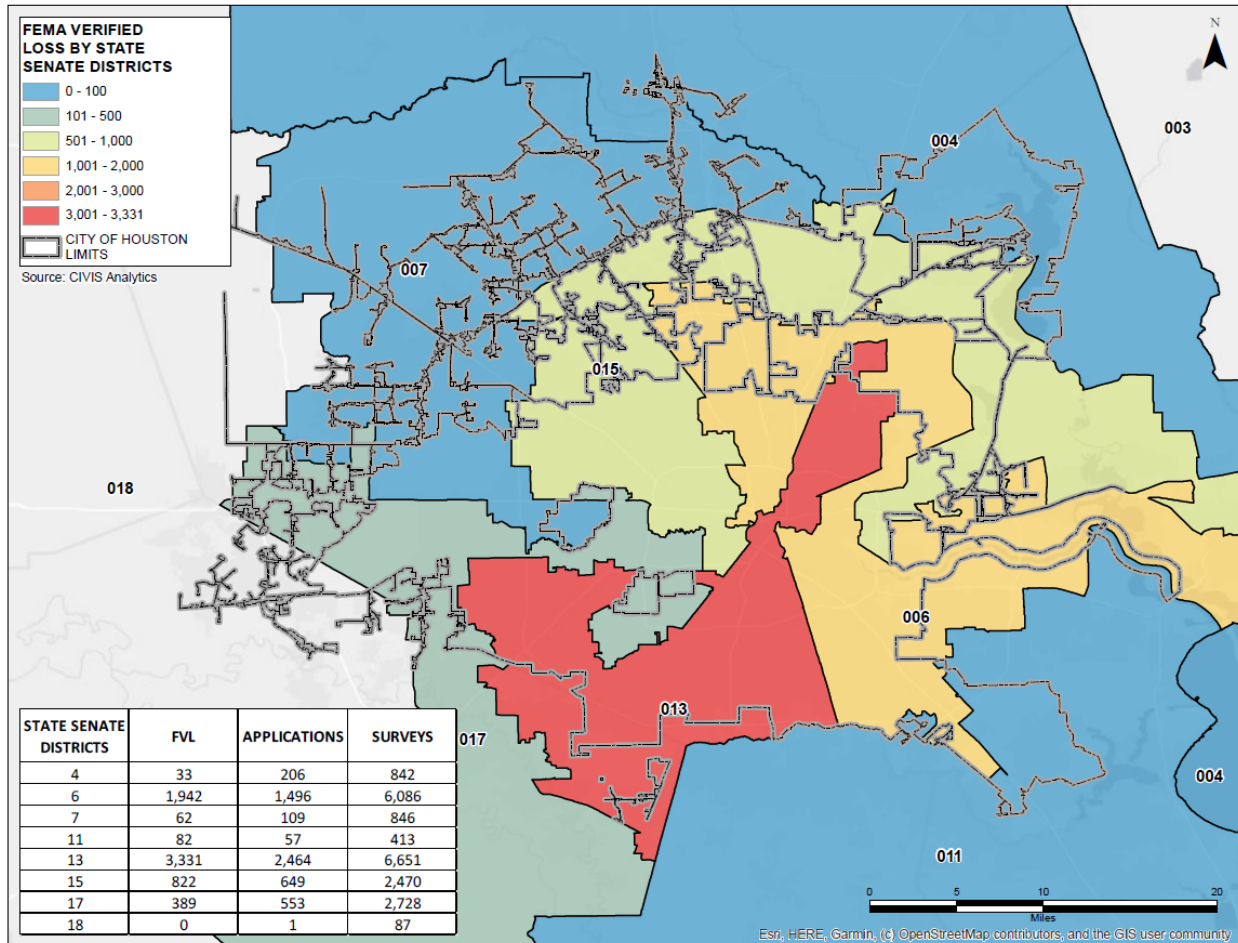 FEMA VERIFIED
LOSS BY STATE
SENATE DISTRICTS
0 - 100
101 - 500
501 - 1,000
1,001 - 2,000
2,001 - 3,000
3,001 - 3,331
CITY OF HOUSTON
LIMITS
Source: CIVIS Analytics
N
003
004
007
015
018
006
013
017
004
011
STATE SENATE DISTRICTS FVL APPLICATIONS SURVEYS
4 33 206 842
6 1,942 1,496 6,086
7 62 109 846
11 82 57 413
13 3,331 2,464 6,651
15 822 649 2,470
17 389 553 2,728
18 0 1 87
0 5 10 20
Miles
Esri, HERE, Garmin, (c) OpenStreetMap contributors, and the GIS user community